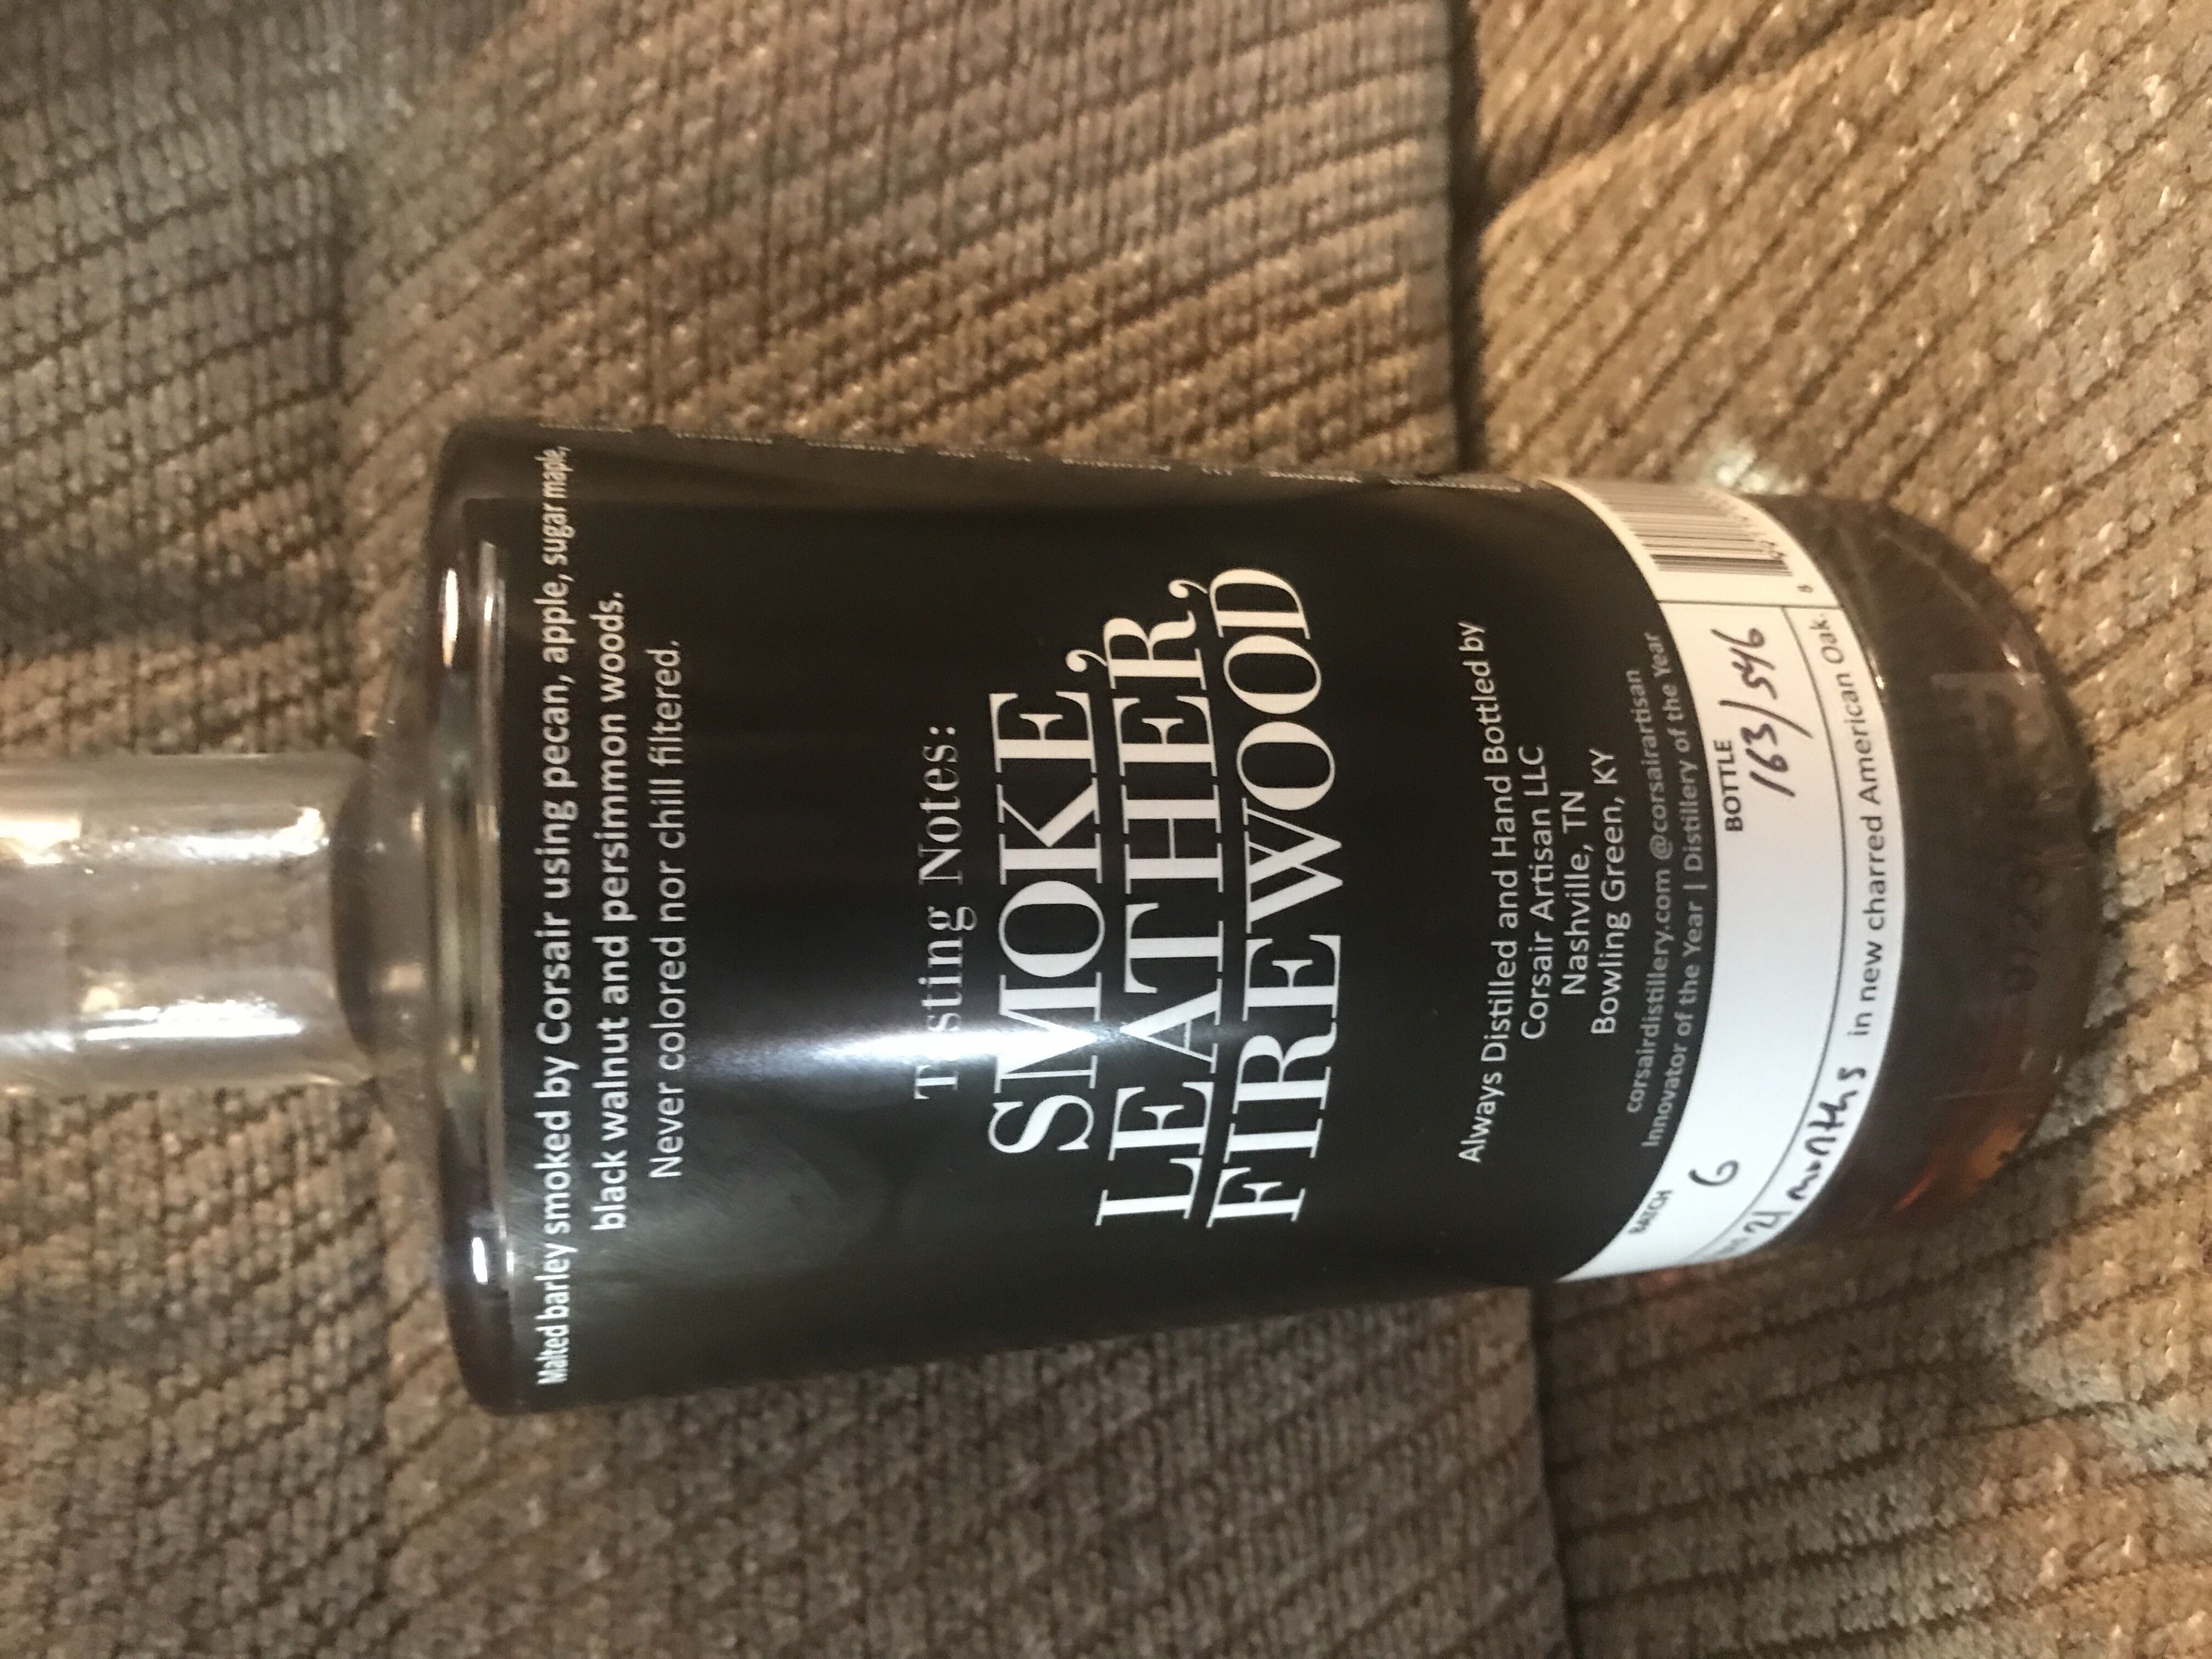 Malted barley smoked by Corsair using pecan, apple, sugar maple,
black walnut and persimmon woods.
Never colored nor chill filtered.
Tasting Notes:
SMOKE,
LEATHER,
FIREWOOD
Always Distilled and Hand Bottled by
Corsair Artisan LLC
Nashville, TN
Bowling Green, KY
corsairdistillery.com @corsairartisan
Innovator of the Year | Distillery of the Year
BATCH 6 BOTTLE 163/546
21 months in new charred American Oak.